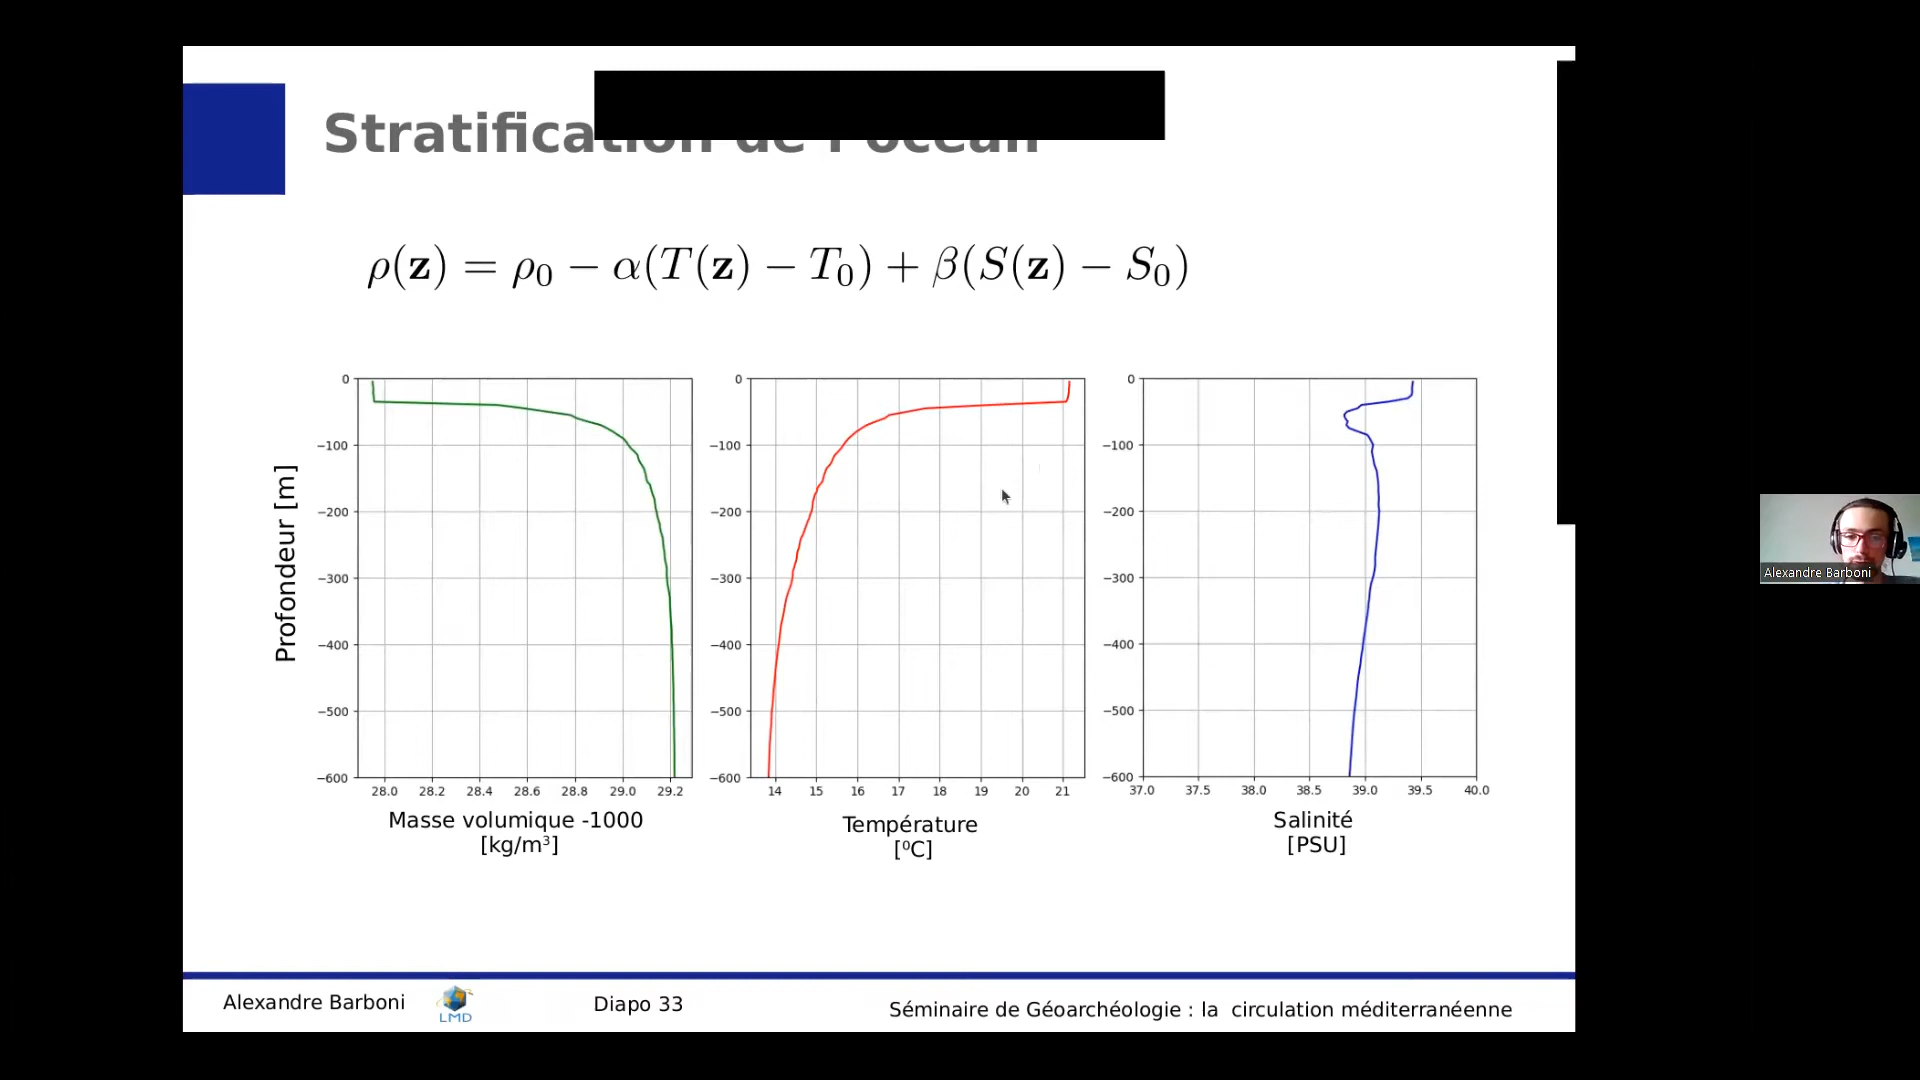 Stratification de l'océan
ρ(z) = ρ₀ − α(T(z) − T₀) + β(S(z) − S₀)
Profondeur [m]
0
−100
−200
−300
−400
−500
−600
28.0 28.2 28.4 28.6 28.8 29.0 29.2
Masse volumique -1000
[kg/m³]
0
−100
−200
−300
−400
−500
−600
14 15 16 17 18 19 20 21
Température
[⁰C]
0
−100
−200
−300
−400
−500
−600
37.0 37.5 38.0 38.5 39.0 39.5 40.0
Salinité
[PSU]
Alexandre Barboni
Alexandre Barboni
LMD
Diapo 33
Séminaire de Géoarchéologie : la circulation méditerranéenne